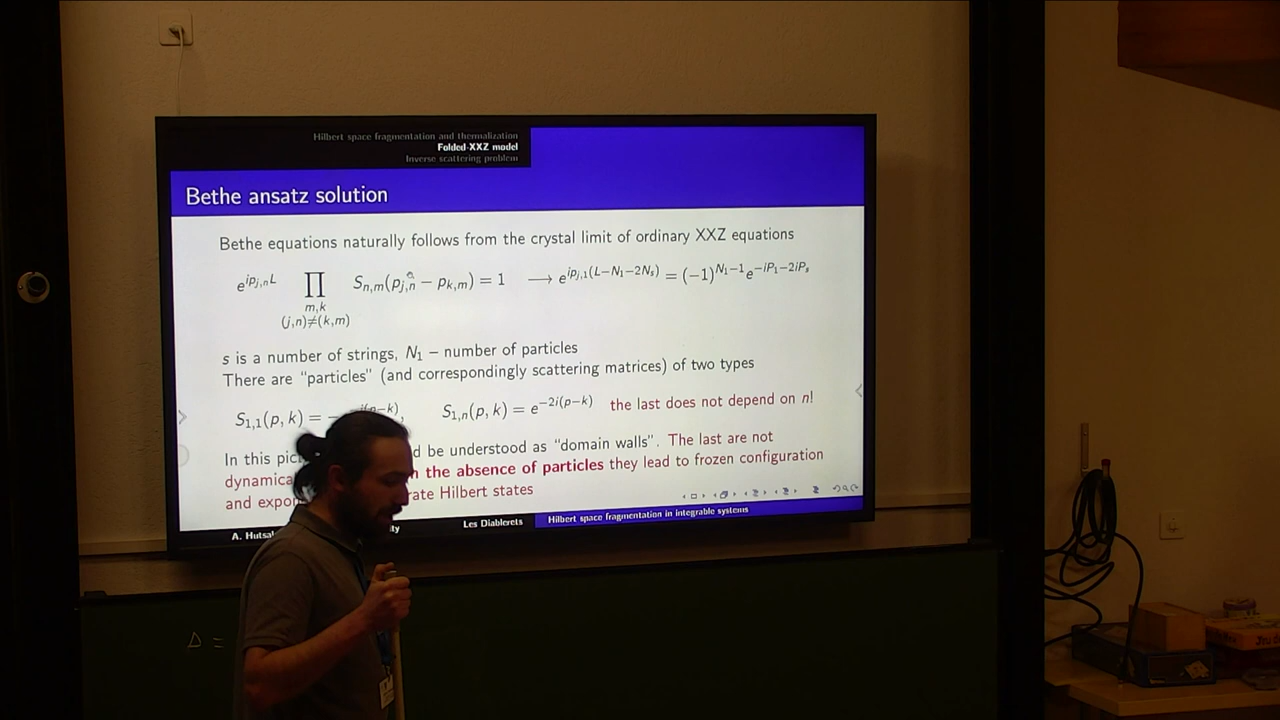 Hilbert space fragmentation and thermalization
Folded-XXZ model
Inverse scattering problem
Bethe ansatz solution
Bethe equations naturally follows from the crystal limit of ordinary XXZ equations
e^{ip_{j,n}L} ∏_{m,k (j,n)≠(k,m)} S_{n,m}(p_{j,n} − p_{k,m}) = 1 ⟶ e^{ip_{j,1}(L−N_1−2N_s)} = (−1)^{N_1−1}e^{−iP_1−2iP_s}
s is a number of strings, N_1 − number of particles
There are "particles" (and correspondingly scattering matrices) of two types
S_{1,1}(p, k) = − S_{1,n}(p, k) = e^{−2i(p−k)} the last does not depend on n!
In this be understood as "domain walls". The last are not
the absence of particles they lead to frozen configuration
and Hilbert states
A. Les Diablerets Hilbert space fragmentation in integrable systems
Δ =